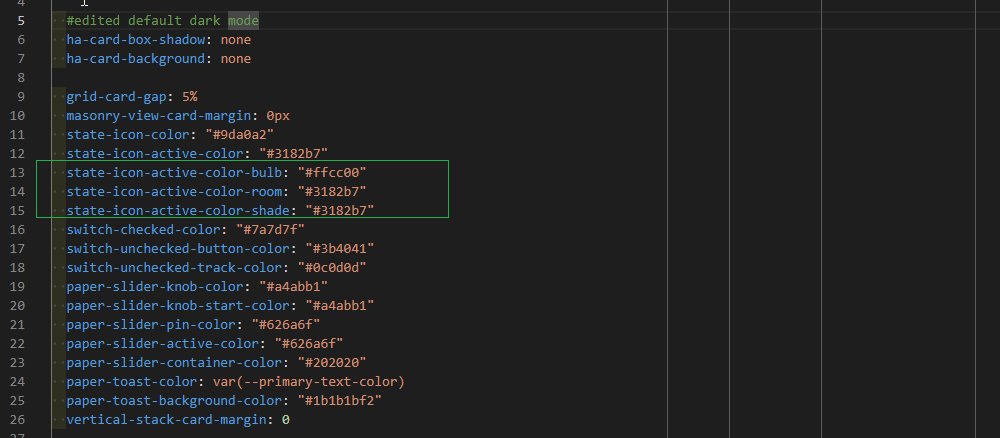 4
5 #edited default dark mode
6 ha-card-box-shadow: none
7 ha-card-background: none
8
9 grid-card-gap: 5%
10 masonry-view-card-margin: 0px
11 state-icon-color: "#9da0a2"
12 state-icon-active-color: "#3182b7"
13 state-icon-active-color-bulb: "#ffcc00"
14 state-icon-active-color-room: "#3182b7"
15 state-icon-active-color-shade: "#3182b7"
16 switch-checked-color: "#7a7d7f"
17 switch-unchecked-button-color: "#3b4041"
18 switch-unchecked-track-color: "#0c0d0d"
19 paper-slider-knob-color: "#a4abb1"
20 paper-slider-knob-start-color: "#a4abb1"
21 paper-slider-pin-color: "#626a6f"
22 paper-slider-active-color: "#626a6f"
23 paper-slider-container-color: "#202020"
24 paper-toast-color: var(--primary-text-color)
25 paper-toast-background-color: "#1b1b1bf2"
26 vertical-stack-card-margin: 0
27